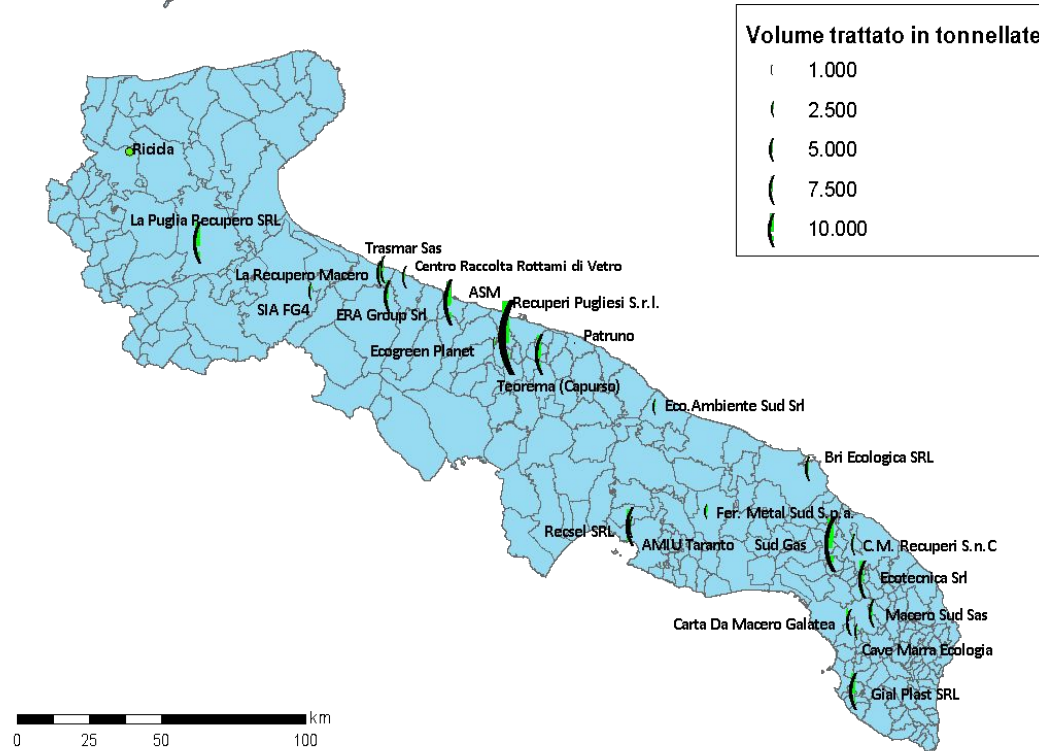 Volume trattato in tonnellate
1.000
2.500
5.000
7.500
10.000
Ricicla
La Puglia Recupero SRL
Trasmar Sas
La Recupero Macero
Centro Raccolta Rottami di Vetro
SIA FG4
ERA Group Srl
ASM
Recuperi Pugliesi S.r.l.
Ecogreen Planet
Patruno
Teorema (Capurso)
Eco.Ambiente Sud Srl
Bri Ecologica SRL
Fer. Metal Sud S.p.a.
Recsel SRL
AMIU Taranto
Sud Gas
C.M. Recuperi S.n.C
Ecotecnica Srl
Macero Sud Sas
Carta Da Macero Galatea
Cave Marra Ecologia
Gial Plast SRL
km
0 25 50 100